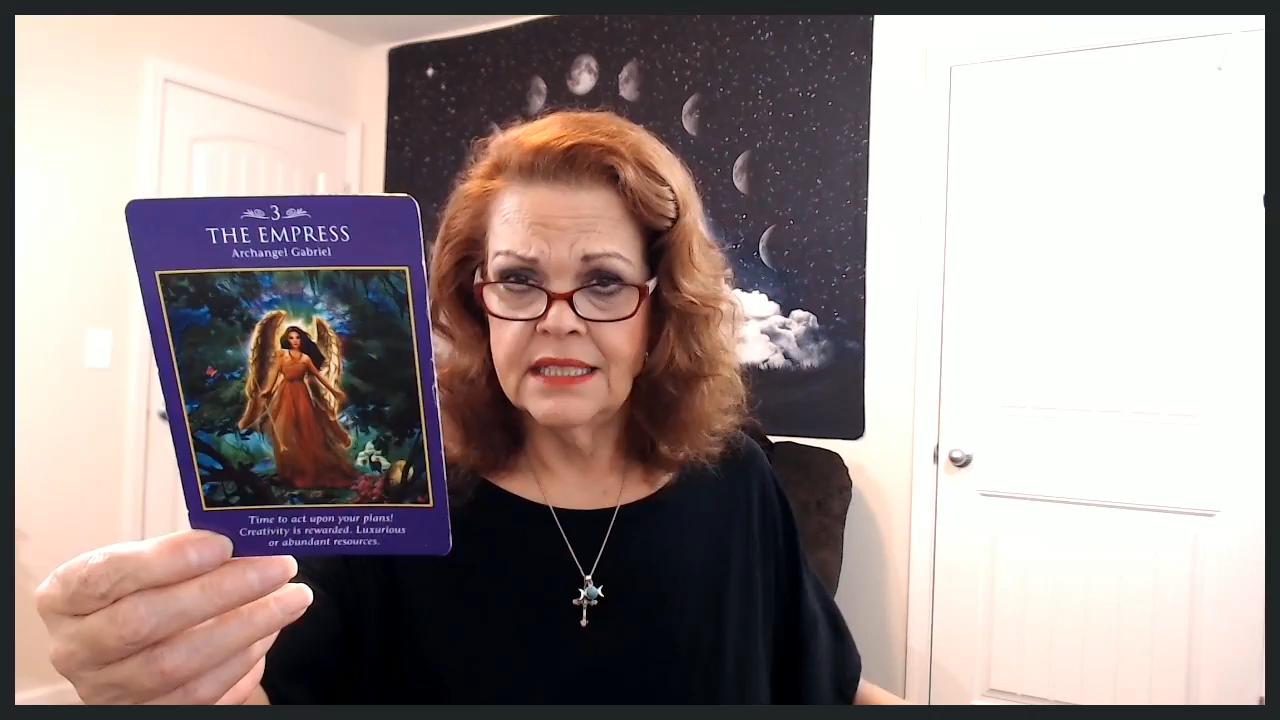 3
THE EMPRESS
Archangel Gabriel
Time to act upon your plans!
Creativity is rewarded. Luxurious
or abundant resources.